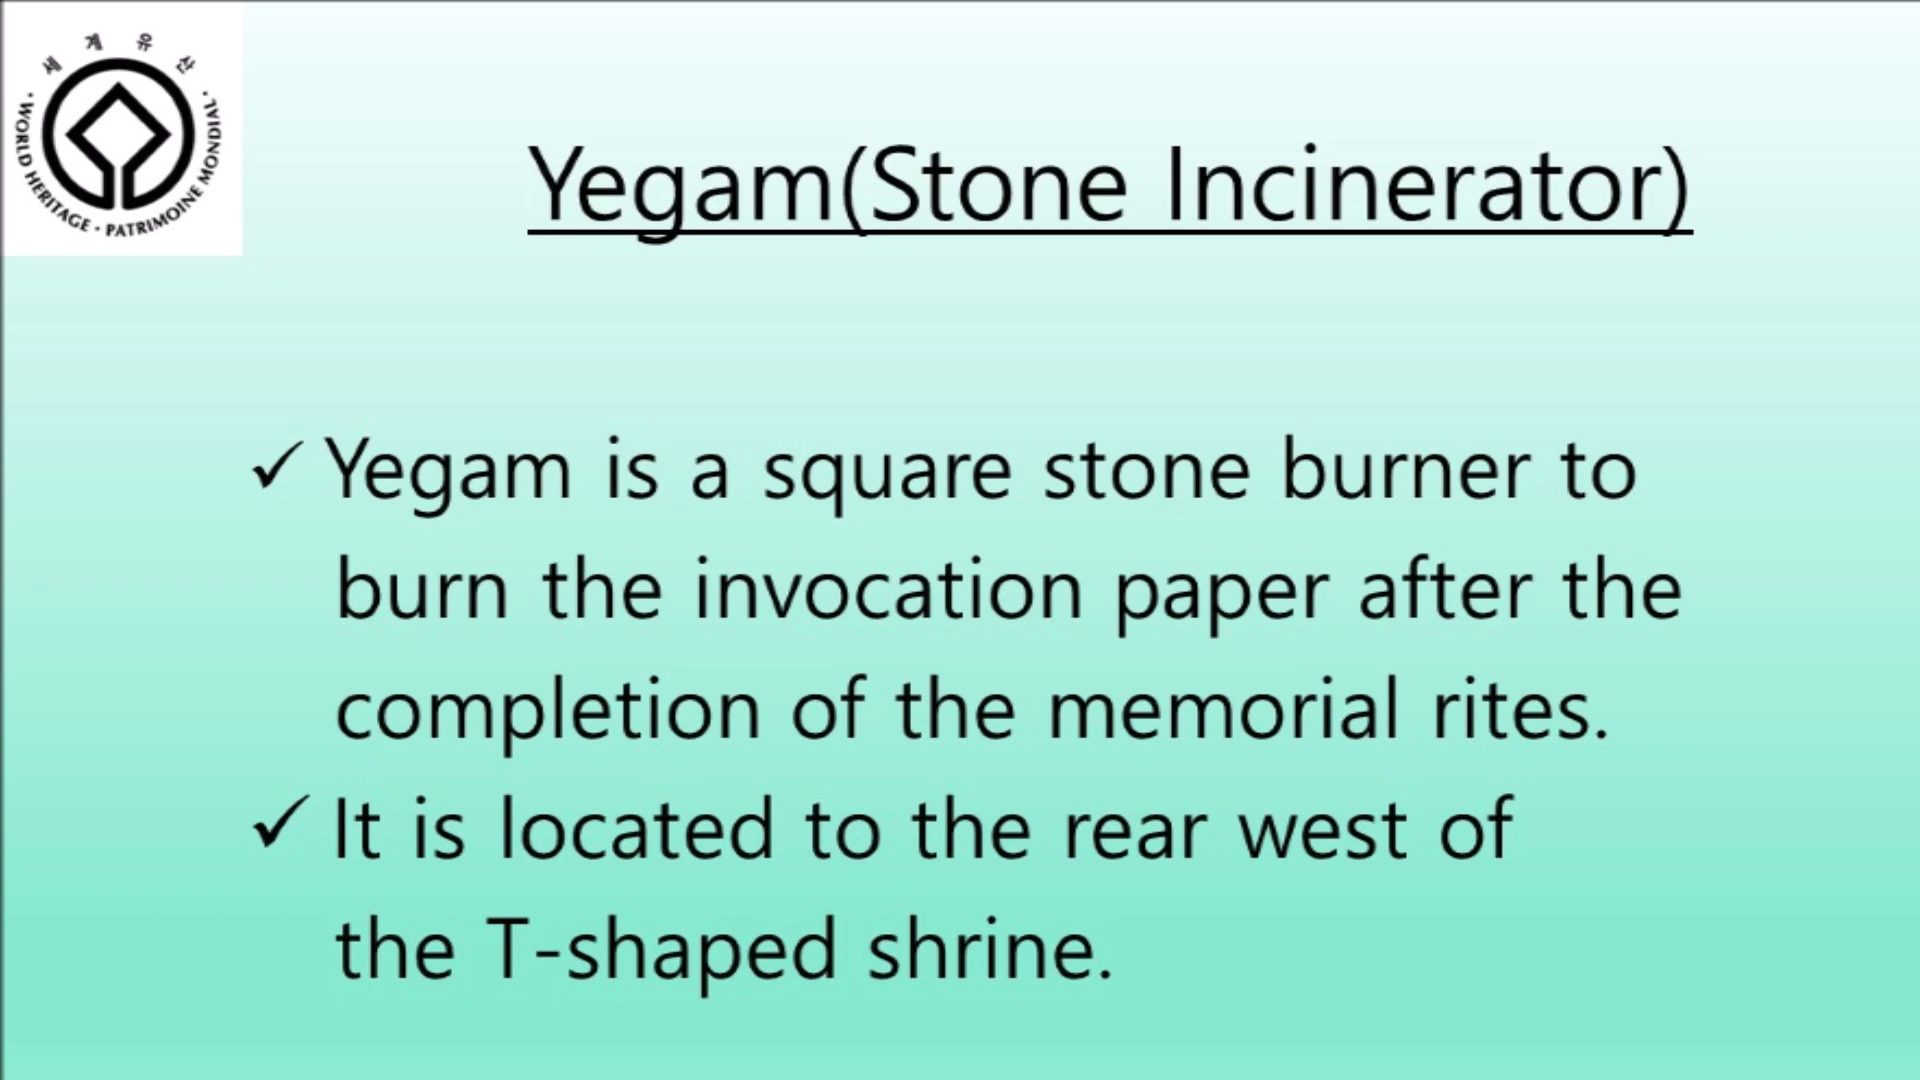 세계유산
· WORLD HERITAGE · PATRIMOINE MONDIAL ·
Yegam(Stone Incinerator)
✓ Yegam is a square stone burner to
burn the invocation paper after the
completion of the memorial rites.
✓ It is located to the rear west of
the T-shaped shrine.